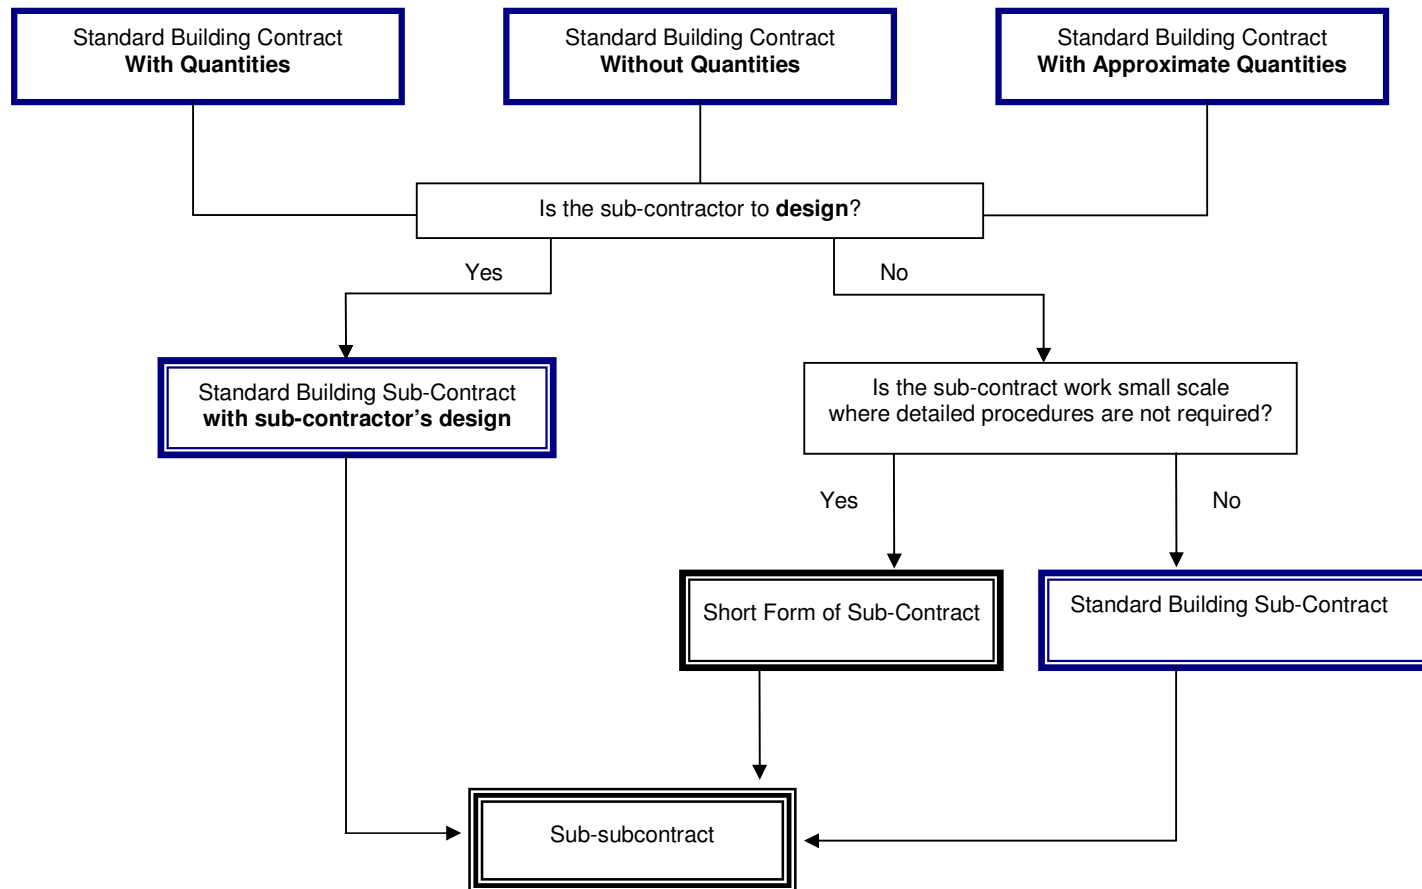 Standard Building Contract
With Quantities
Standard Building Contract
Without Quantities
Standard Building Contract
With Approximate Quantities
Is the sub-contractor to design?
Yes
No
Standard Building Sub-Contract
with sub-contractor’s design
Is the sub-contract work small scale
where detailed procedures are not required?
Yes
No
Short Form of Sub-Contract
Standard Building Sub-Contract
Sub-subcontract